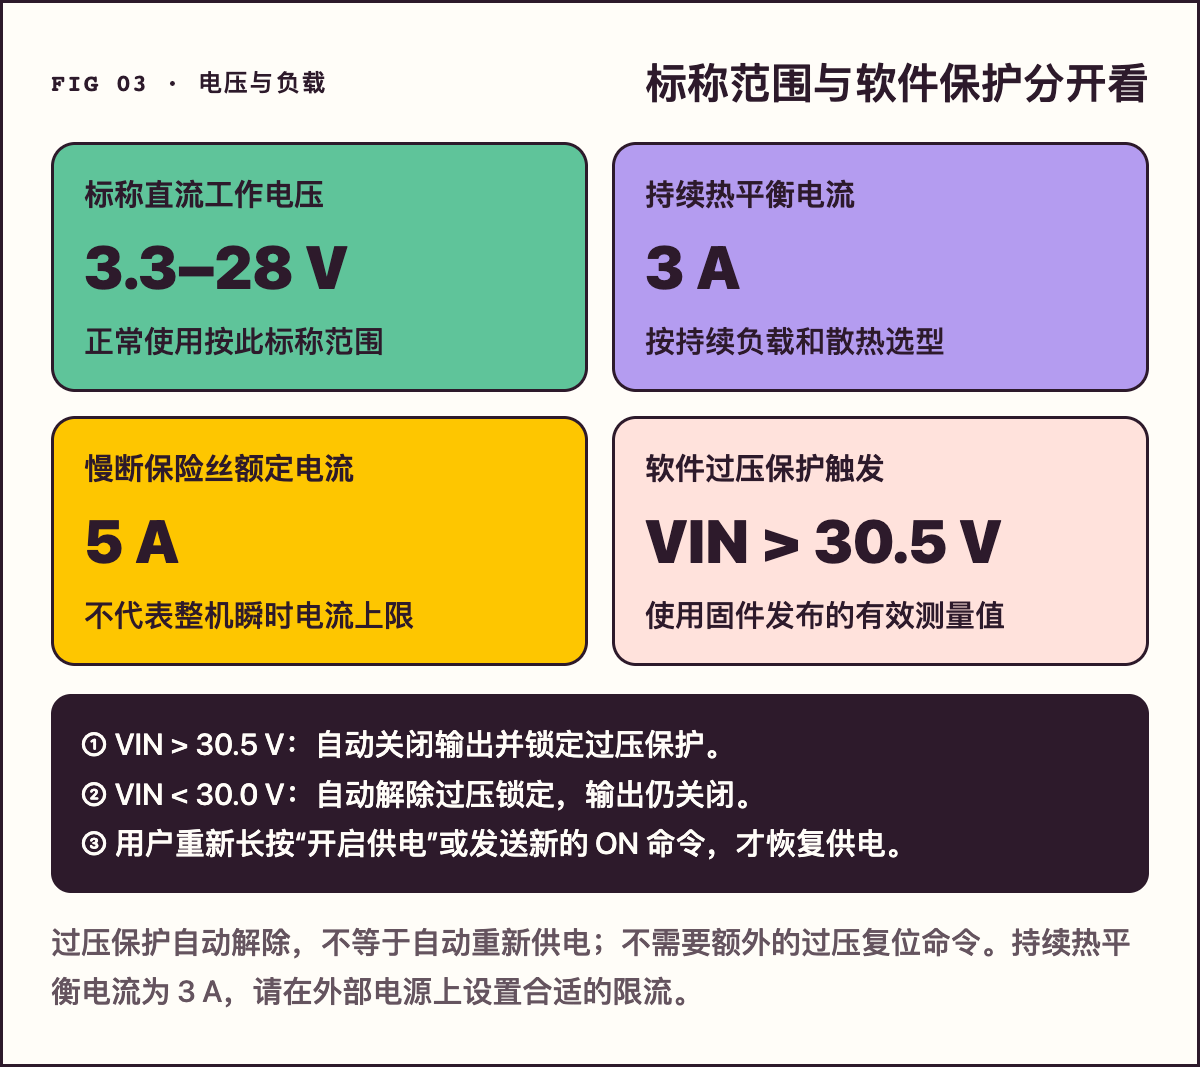 FIG 03 · 电压与负载
标称范围与软件保护分开看
标称直流工作电压
3.3–28 V
正常使用按此标称范围
持续热平衡电流
3 A
按持续负载和散热选型
慢断保险丝额定电流
5 A
不代表整机瞬时电流上限
软件过压保护触发
VIN > 30.5 V
使用固件发布的有效测量值
① VIN > 30.5 V：自动关闭输出并锁定过压保护。
② VIN < 30.0 V：自动解除过压锁定，输出仍关闭。
③ 用户重新长按“开启供电”或发送新的 ON 命令，才恢复供电。
过压保护自动解除，不等于自动重新供电；不需要额外的过压复位命令。持续热平
衡电流为 3 A，请在外部电源上设置合适的限流。